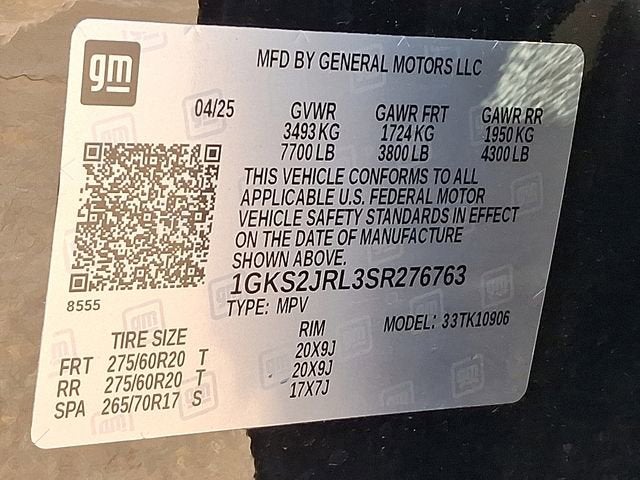 gm
MFD BY GENERAL MOTORS LLC
04/25 GVWR GAWR FRT GAWR RR
3493 KG 1724 KG 1950 KG
7700 LB 3800 LB 4300 LB
THIS VEHICLE CONFORMS TO ALL
APPLICABLE U.S. FEDERAL MOTOR
VEHICLE SAFETY STANDARDS IN EFFECT
ON THE DATE OF MANUFACTURE
SHOWN ABOVE.
1GKS2JRL3SR276763
8555
TYPE: MPV MODEL: 33TK10906
TIRE SIZE RIM
FRT 275/60R20 T 20X9J
RR 275/60R20 T 20X9J
SPA 265/70R17 S 17X7J